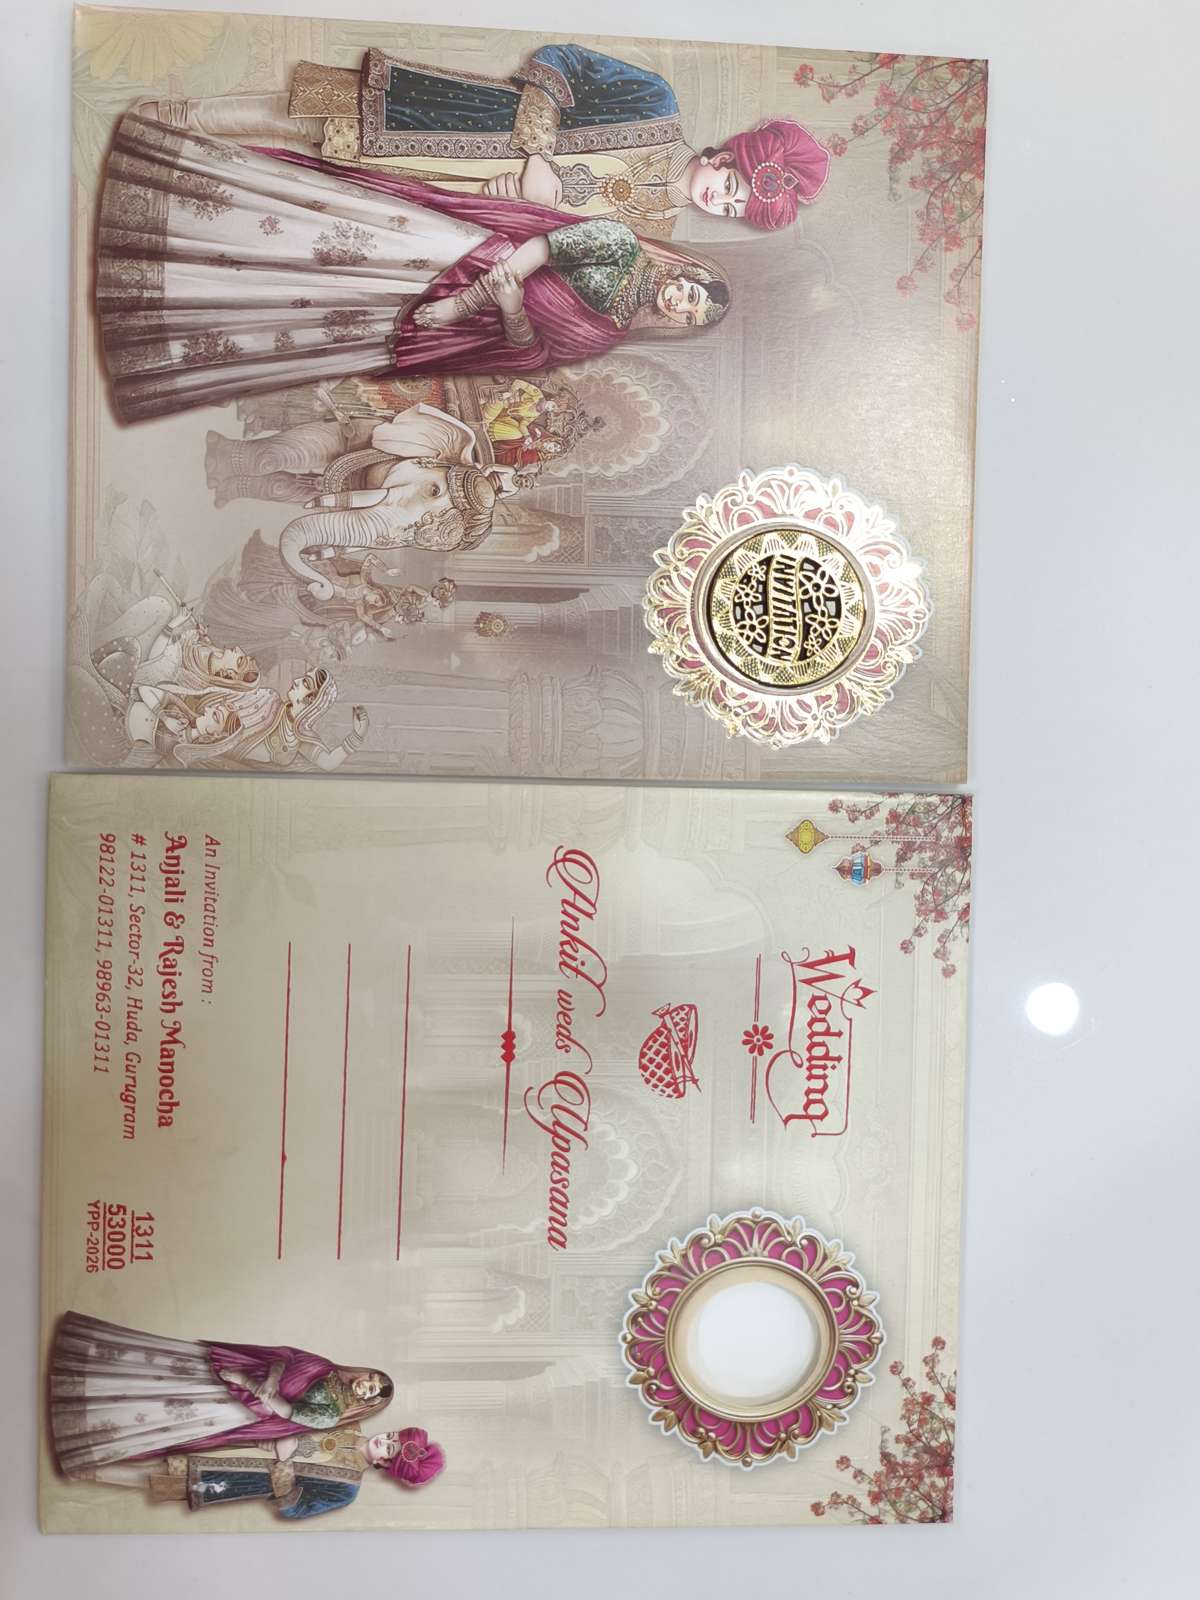 INVITATION
Wedding
Ankit weds Upasana
An Invitation from :
Anjali & Rajesh Manocha
# 1311, Sector-32, Huda, Gurugram
98122-01311, 98963-01311
1311
53000
YPP-2026